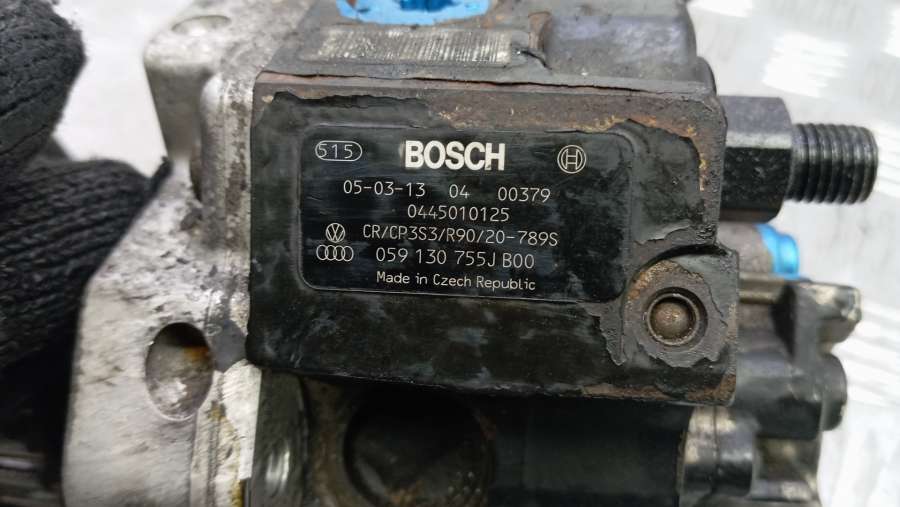 515 BOSCH
05-03-13 04 00379
0445010125
CR/CP3S3/R90/20-789S
059 130 755J B00
Made in Czech Republic